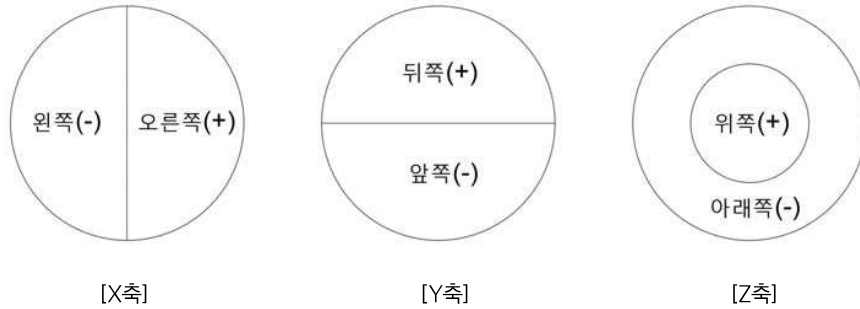 왼쪽(-) 오른쪽(+)
뒤쪽(+)
앞쪽(-)
위쪽(+)
아래쪽(-)
[X축] [Y축] [Z축]